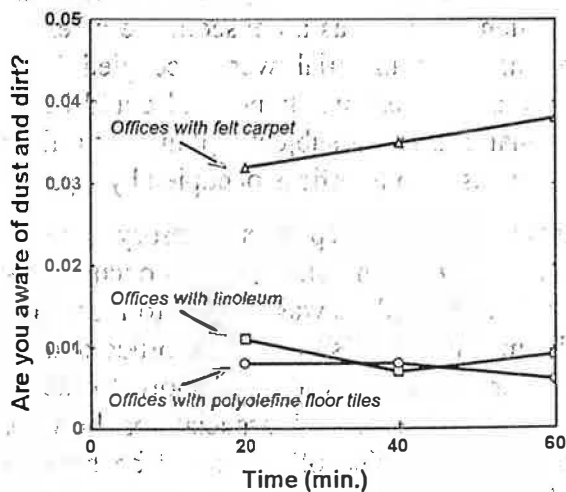 Are you aware of dust and dirt?
0.05
0.04
0.03
0.02
0.01
0
Offices with felt carpet
Offices with linoleum
Offices with polyolefine floor tiles
0
20
40
60
Time (min.)